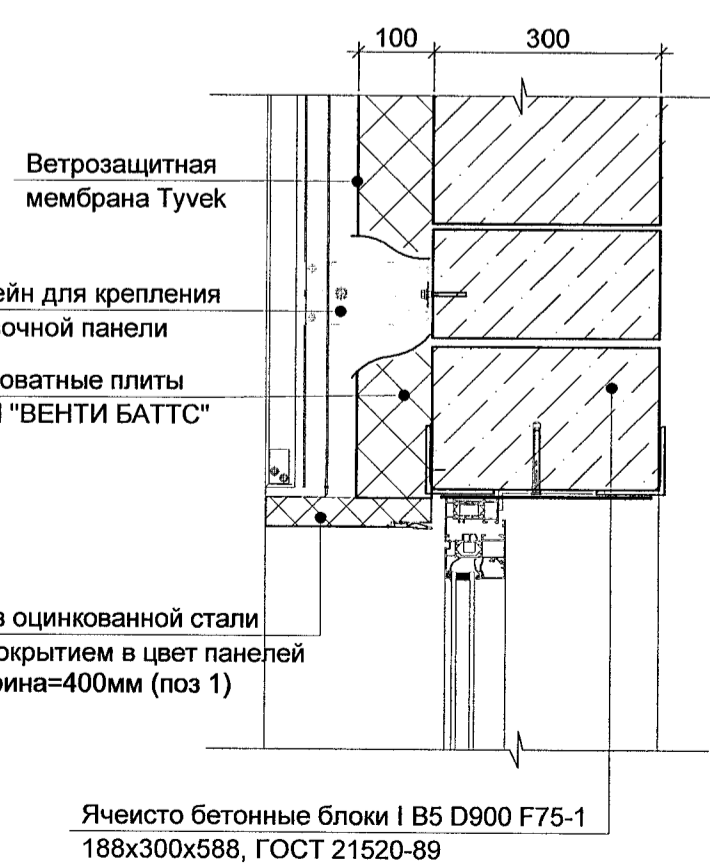 100
300
Ветрозащитная
мембрана Tyvek
ейн для крепления
очной панели
оватные плиты
"ВЕНТИ БАТТС"
з оцинкованной стали
окрытием в цвет панелей
рина=400мм (поз 1)
Ячеисто бетонные блоки I В5 D900 F75-1
188х300х588, ГОСТ 21520-89